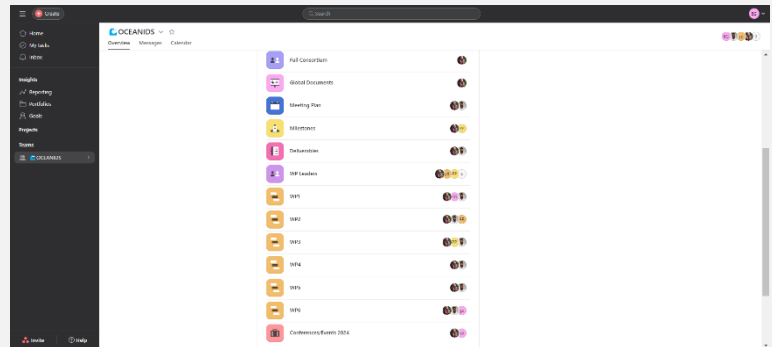 Create
Search
Home
My tasks
Inbox
Insights
Reporting
Portfolios
Goals
Projects
Teams
OCEANIDS
Invite
Help
OCEANIDS
Overview Messages Calendar
Full Consortium
Global Documents
Meeting Plan
Milestones
Deliverables
WP Leaders
WP1
WP2
WP3
WP4
WP5
WP6
Conferences/Events 2024